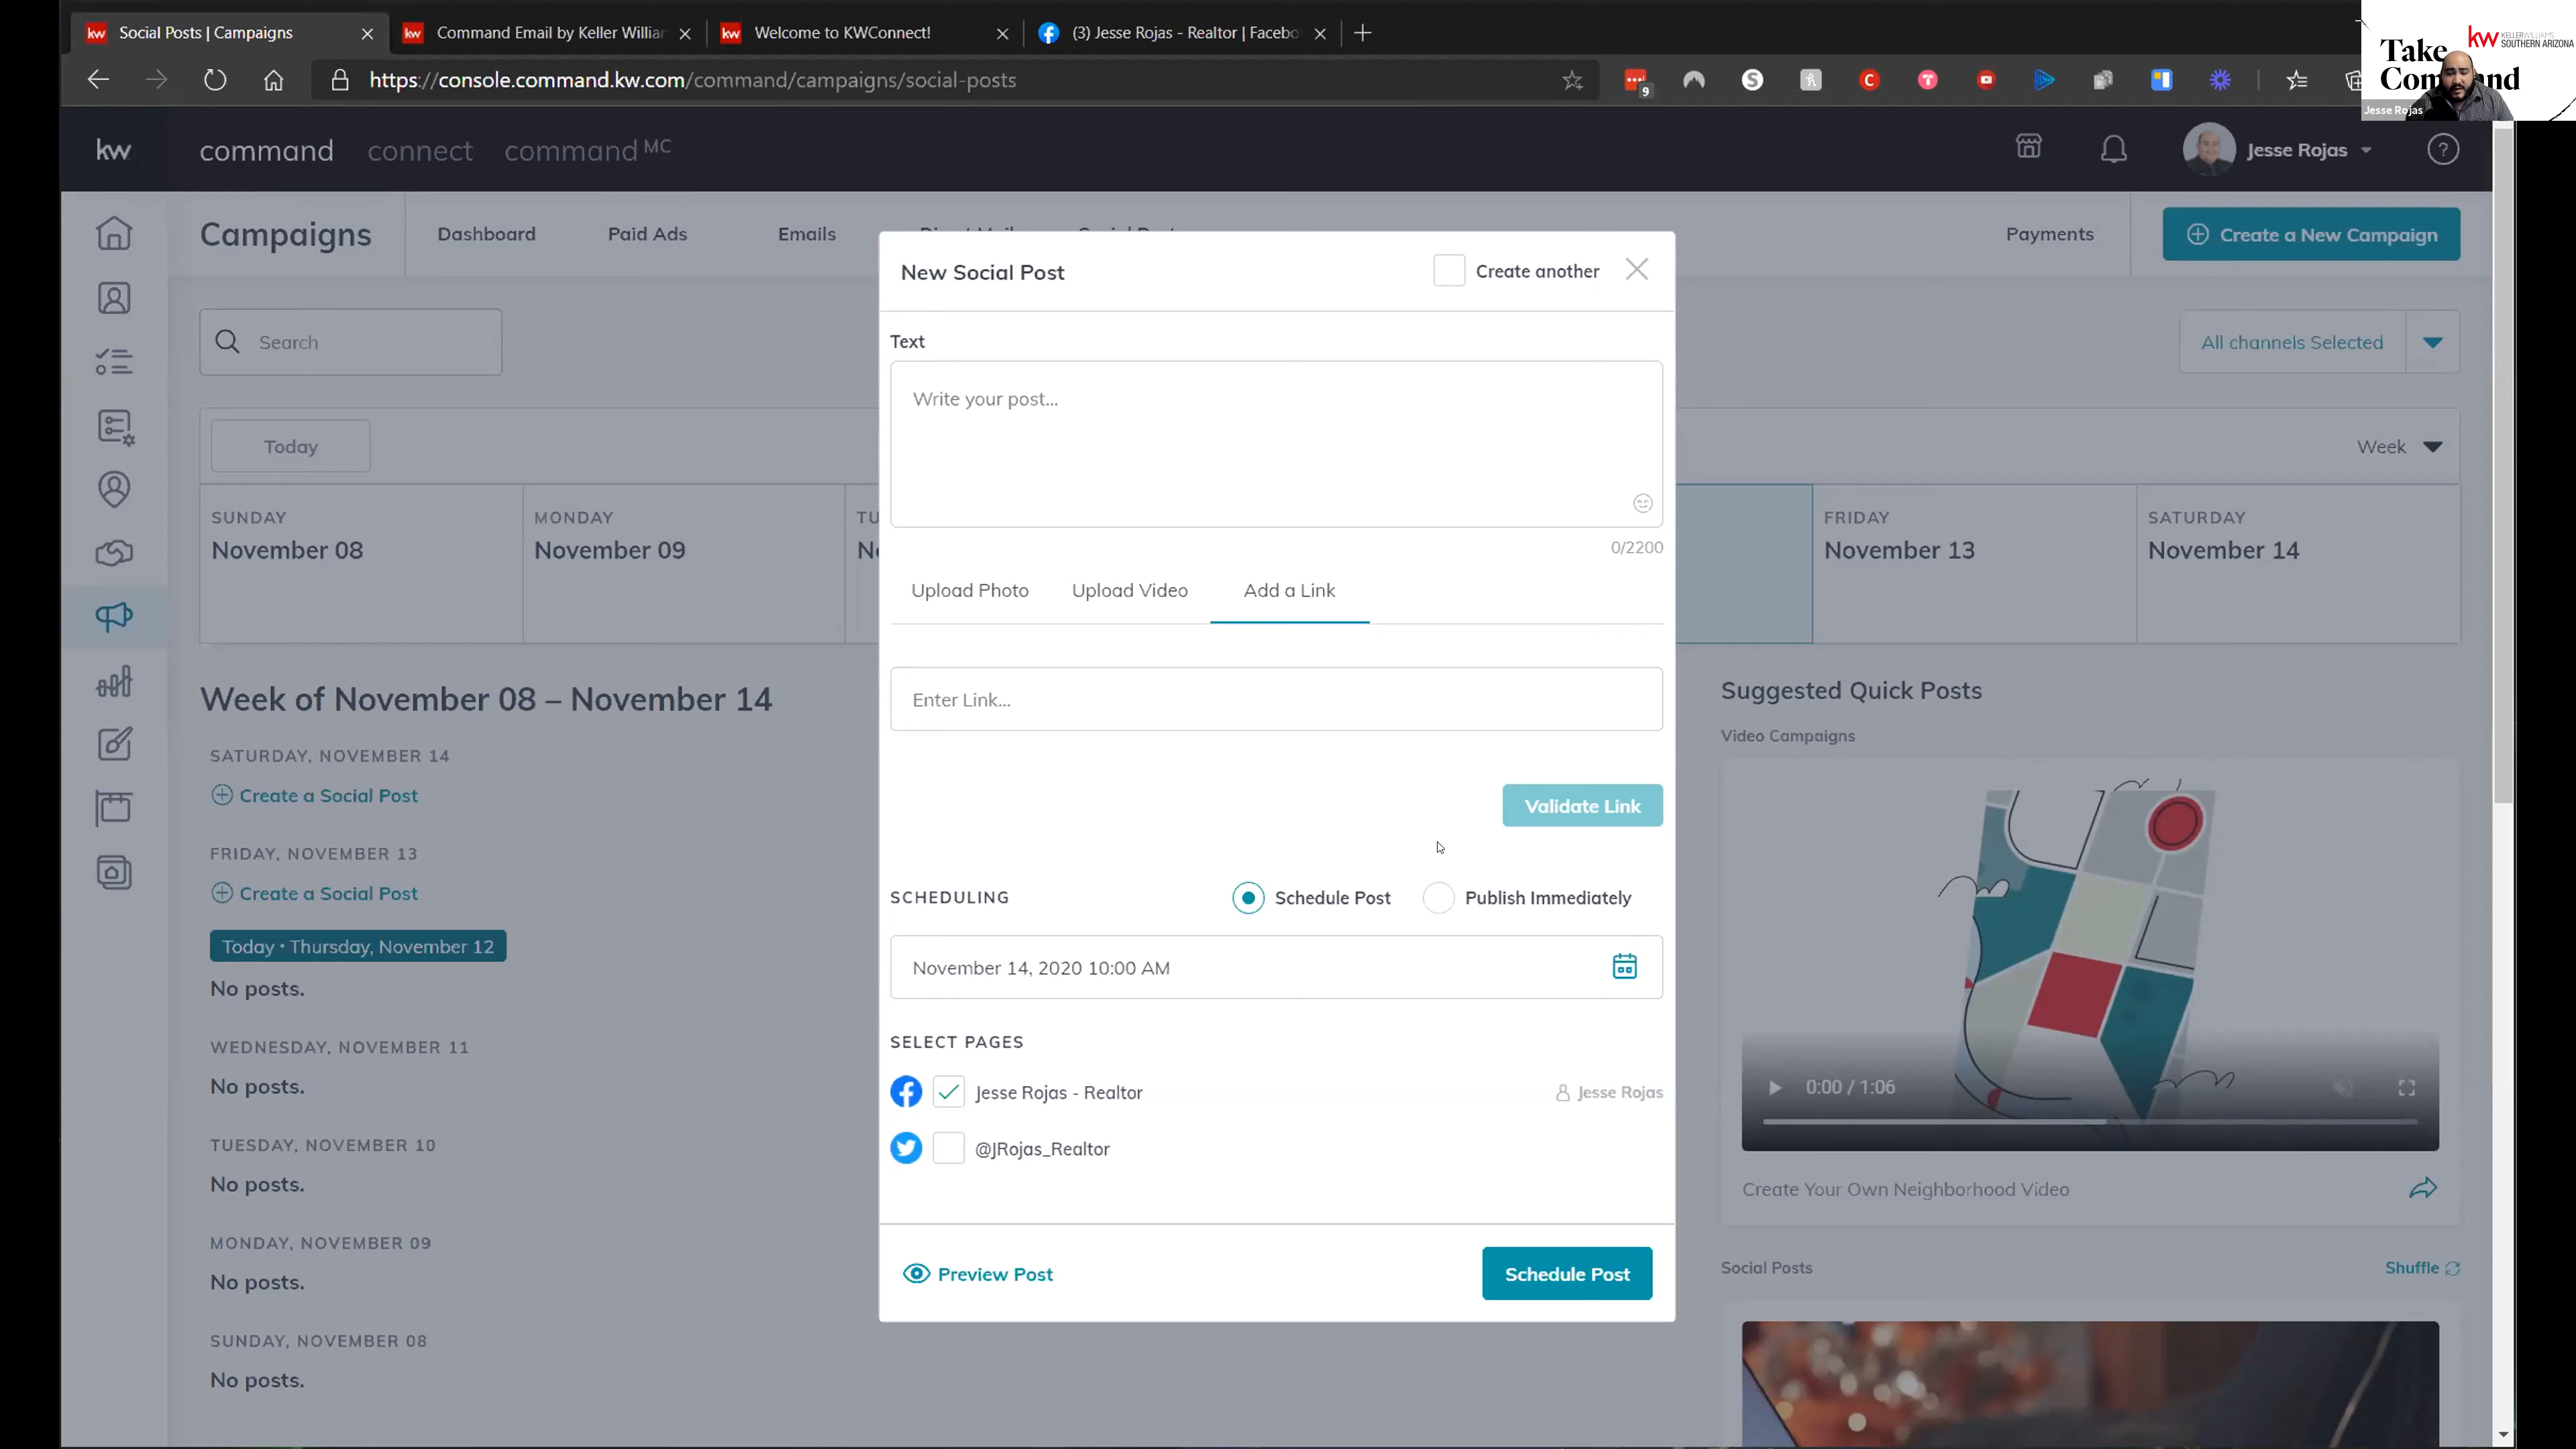 Social Posts | Campaigns
Command Email by Keller Williar
Welcome to KWConnect!
(3) Jesse Rojas - Realtor | Facebo
https://console.command.kw.com/command/campaigns/social-posts
9
Take Command
kw KELLERWILLIAMS SOUTHERN ARIZONA
Jesse Rojas
kw
command
connect
command MC
Jesse Rojas
Campaigns
Dashboard
Paid Ads
Emails
Payments
Create a New Campaign
New Social Post
Create another
Search
All channels Selected
Text
Write your post...
0/2200
Today
Week
SUNDAY
November 08
MONDAY
November 09
FRIDAY
November 13
SATURDAY
November 14
Upload Photo
Upload Video
Add a Link
Enter Link...
Validate Link
SCHEDULING
Schedule Post
Publish Immediately
November 14, 2020 10:00 AM
SELECT PAGES
Jesse Rojas - Realtor
Jesse Rojas
@JRojas_Realtor
Preview Post
Schedule Post
Week of November 08 – November 14
SATURDAY, NOVEMBER 14
Create a Social Post
FRIDAY, NOVEMBER 13
Create a Social Post
Today • Thursday, November 12
No posts.
WEDNESDAY, NOVEMBER 11
No posts.
TUESDAY, NOVEMBER 10
No posts.
MONDAY, NOVEMBER 09
No posts.
SUNDAY, NOVEMBER 08
No posts.
Suggested Quick Posts
Video Campaigns
0:00 / 1:06
Create Your Own Neighborhood Video
Social Posts
Shuffle